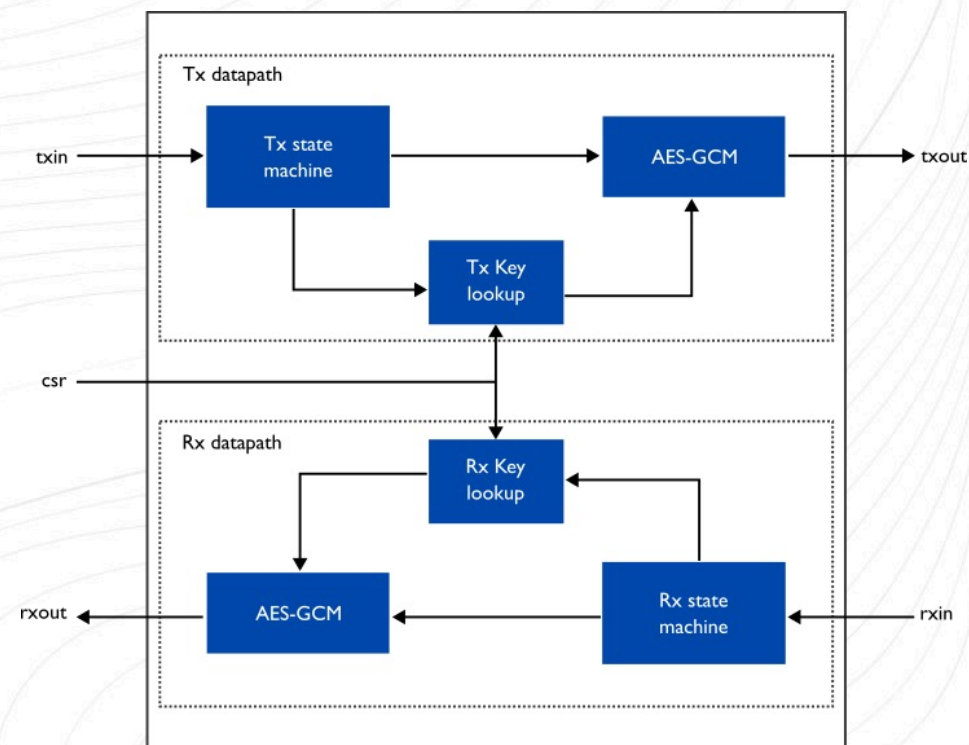 Tx datapath
Tx state
machine
AES-GCM
txin
txout
Tx Key
lookup
csr
Rx datapath
Rx Key
lookup
AES-GCM
Rx state
machine
rxout
rxin